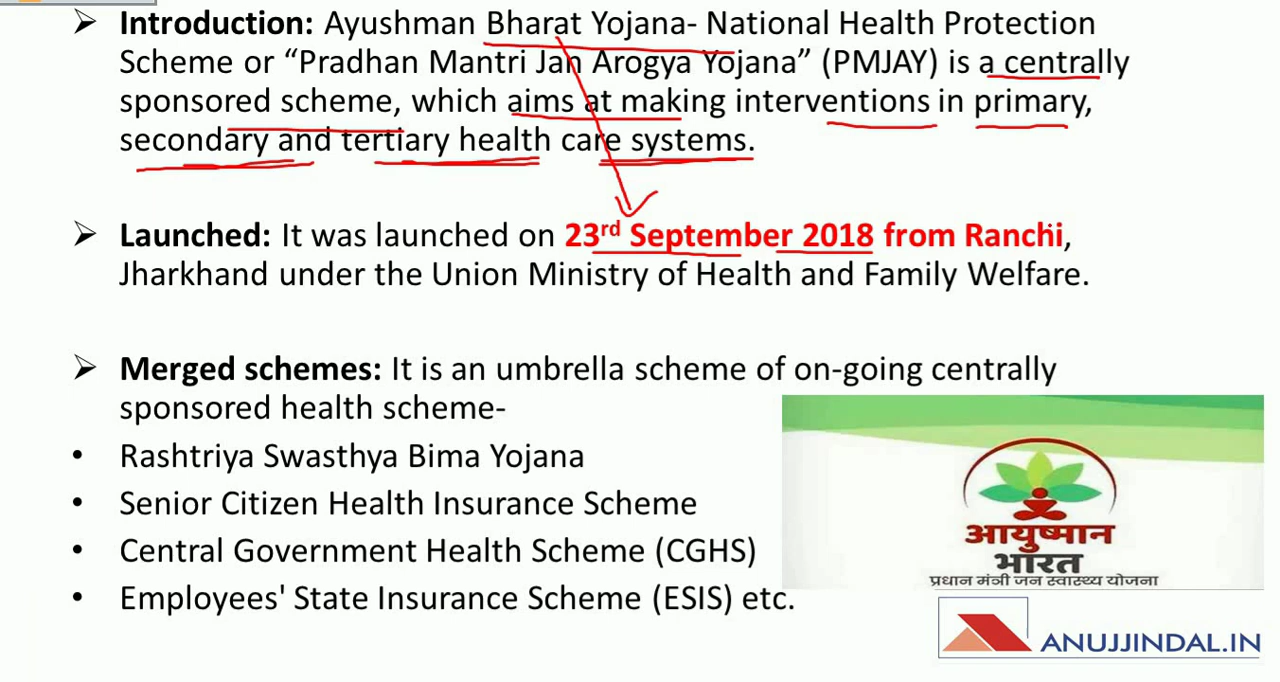 ➢ Introduction: Ayushman Bharat Yojana- National Health Protection
Scheme or “Pradhan Mantri Jan Arogya Yojana” (PMJAY) is a centrally
sponsored scheme, which aims at making interventions in primary,
secondary and tertiary health care systems.
➢ Launched: It was launched on 23rd September 2018 from Ranchi,
Jharkhand under the Union Ministry of Health and Family Welfare.
➢ Merged schemes: It is an umbrella scheme of on-going centrally
sponsored health scheme-
• Rashtriya Swasthya Bima Yojana
• Senior Citizen Health Insurance Scheme
• Central Government Health Scheme (CGHS)
• Employees' State Insurance Scheme (ESIS) etc.
आयुष्मान
भारत
प्रधान मंत्री जन स्वास्थ्य योजना
ANUJJINDAL.IN